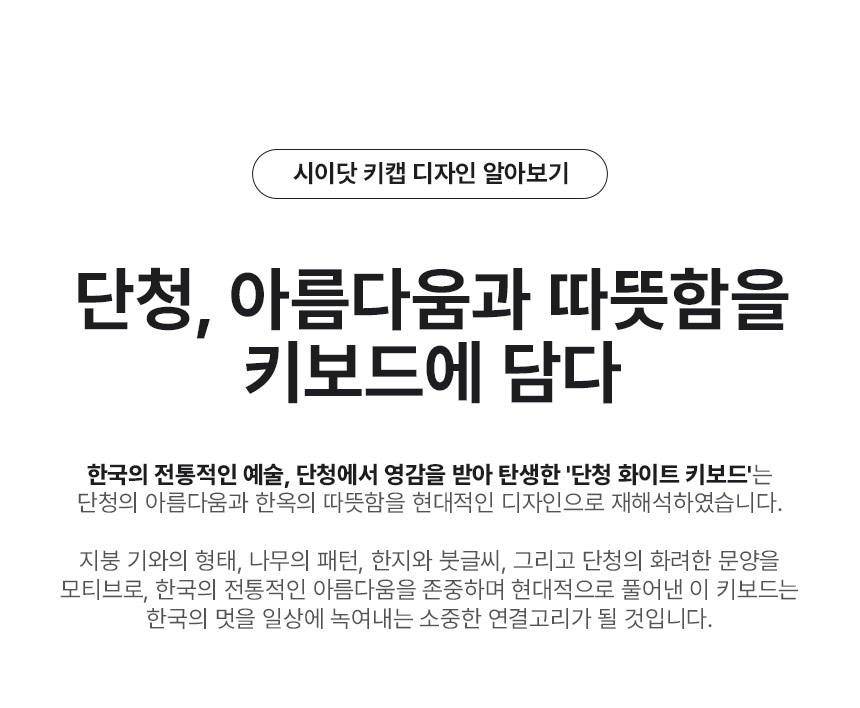 시이닷 키캡 디자인 알아보기
단청, 아름다움과 따뜻함을
키보드에 담다
한국의 전통적인 예술, 단청에서 영감을 받아 탄생한 '단청 화이트 키보드'는
단청의 아름다움과 한옥의 따뜻함을 현대적인 디자인으로 재해석하였습니다.
지붕 기와의 형태, 나무의 패턴, 한지와 붓글씨, 그리고 단청의 화려한 문양을
모티브로, 한국의 전통적인 아름다움을 존중하며 현대적으로 풀어낸 이 키보드는
한국의 멋을 일상에 녹여내는 소중한 연결고리가 될 것입니다.